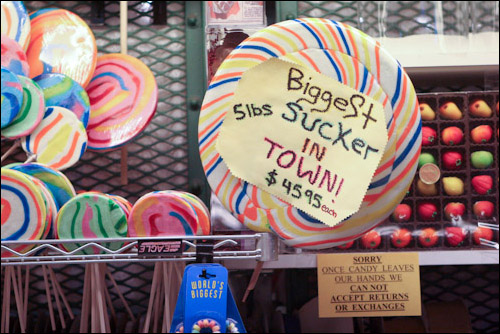 Biggest
5lbs Sucker
IN
TOWN!
$45.95 each
EAGLE
WORLD'S
BIGGEST
SORRY
ONCE CANDY LEAVES
OUR HANDS WE
CAN NOT
ACCEPT RETURNS
OR EXCHANGES